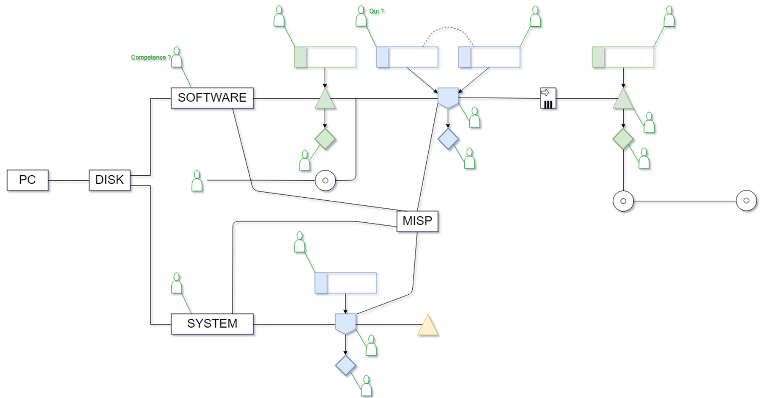 Qui ?
Competence ?
SOFTWARE
PC
DISK
MISP
SYSTEM